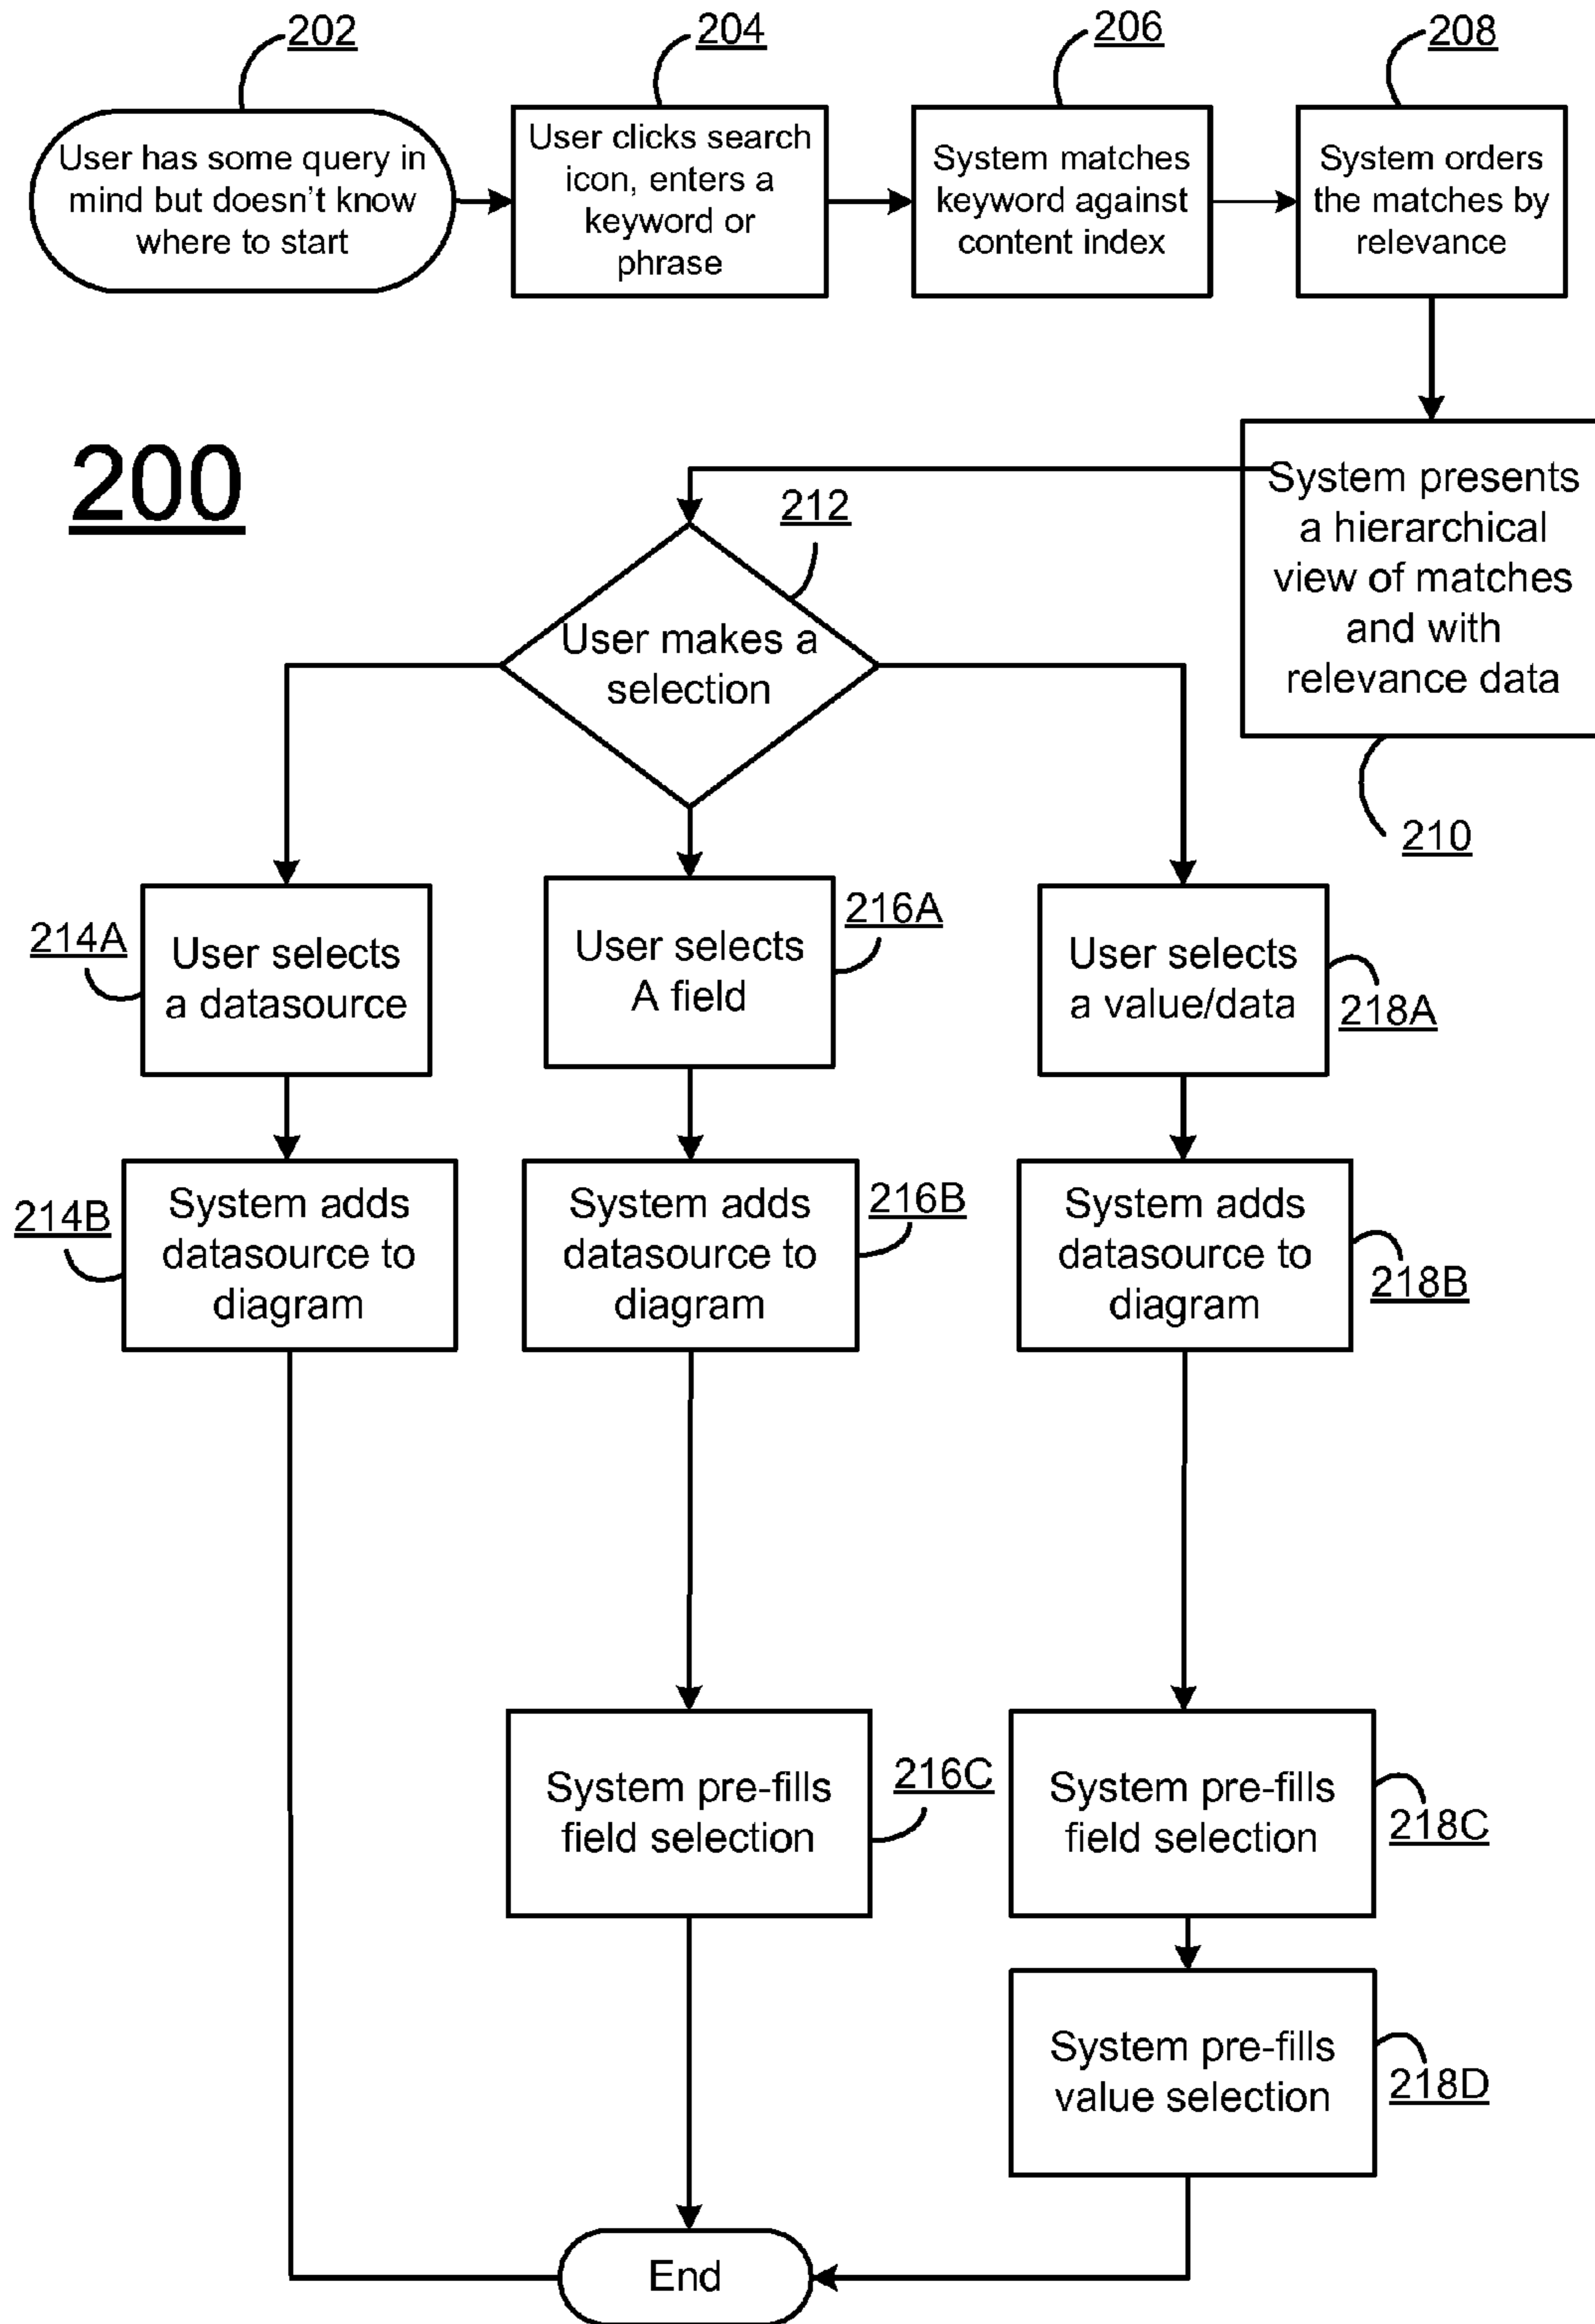 202
204
206
208
User has some query in
mind but doesn't know
where to start
User clicks search
icon, enters a
keyword or
phrase
System matches
keyword against
content index
System orders
the matches by
relevance
200
System presents
a hierarchical
view of matches
and with
relevance data
210
212
User makes a
selection
214A
User selects
a datasource
216A
User selects
A field
218A
User selects
a value/data
214B
System adds
datasource to
diagram
216B
System adds
datasource to
diagram
218B
System adds
datasource to
diagram
216C
System pre-fills
field selection
218C
System pre-fills
field selection
218D
System pre-fills
value selection
End